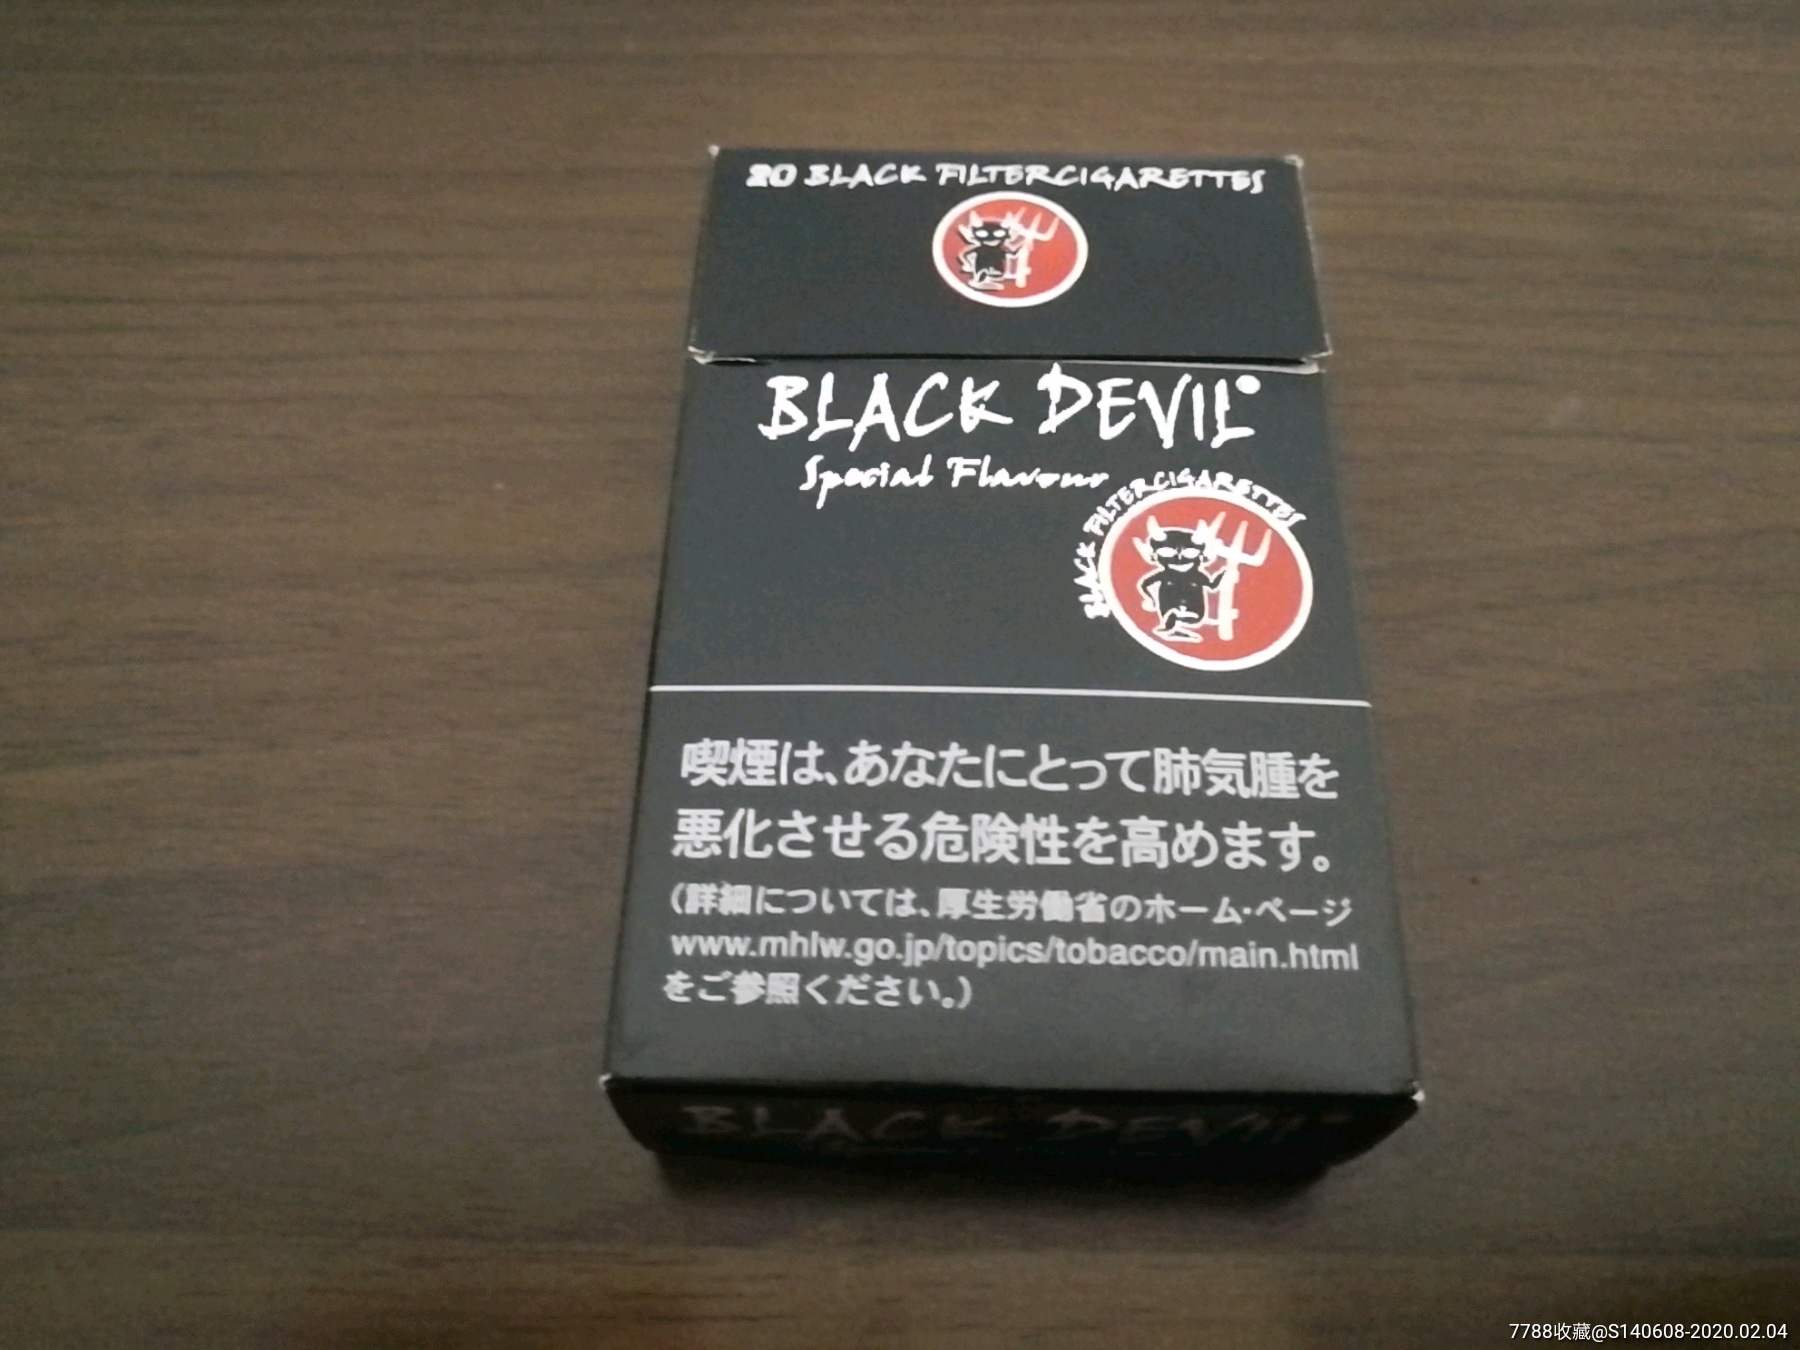 20 BLACK FILTERCIGARETTES
BLACK DEVIL
Special Flavour
BLACK FILTERCIGARETTES
喫煙は、あなたにとって肺気腫を
悪化させる危険性を高めます。
(詳細については、厚生労働省のホーム・ページ
www.mhlw.go.jp/topics/tobacco/main.html
をご参照ください。)
BLACK DEVIL
7788收藏@S140608-2020.02.04